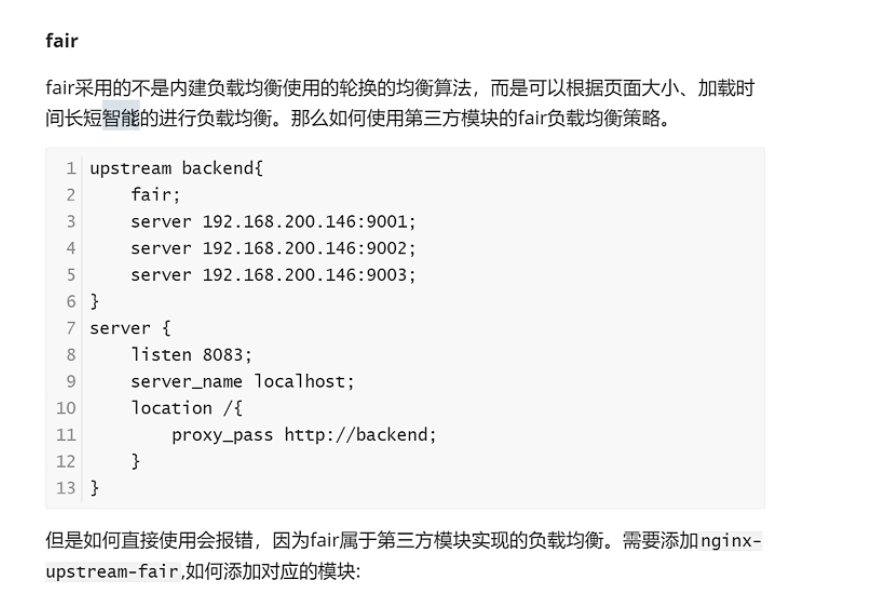 fair
fair采用的不是内建负载均衡使用的轮换的均衡算法，而是可以根据页面大小、加载时
间长短智能的进行负载均衡。那么如何使用第三方模块的fair负载均衡策略。
1 upstream backend{
2     fair;
3     server 192.168.200.146:9001;
4     server 192.168.200.146:9002;
5     server 192.168.200.146:9003;
6 }
7 server {
8     listen 8083;
9     server_name localhost;
10     location /{
11         proxy_pass http://backend;
12     }
13 }
但是如何直接使用会报错，因为fair属于第三方模块实现的负载均衡。需要添加nginx-
upstream-fair,如何添加对应的模块: